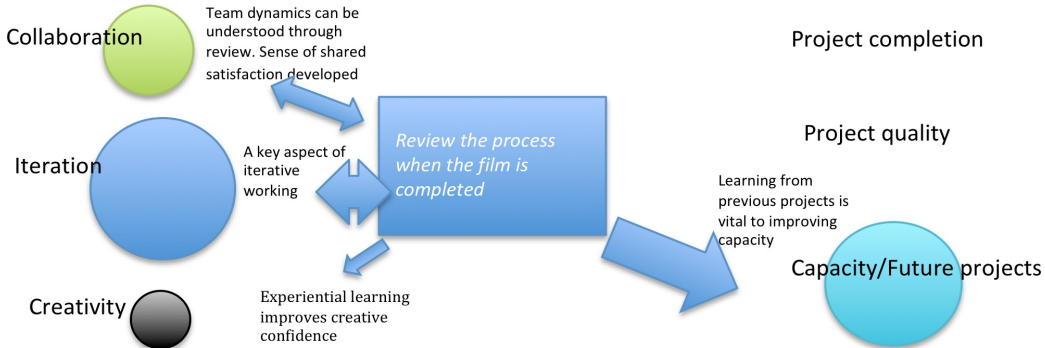 Collaboration
Team dynamics can be
understood through
review. Sense of shared
satisfaction developed
Iteration
A key aspect of
iterative
working
Creativity
Experiential learning
improves creative
confidence
Review the process
when the film is
completed
Project completion
Project quality
Learning from
previous projects is
vital to improving
capacity
Capacity/Future projects